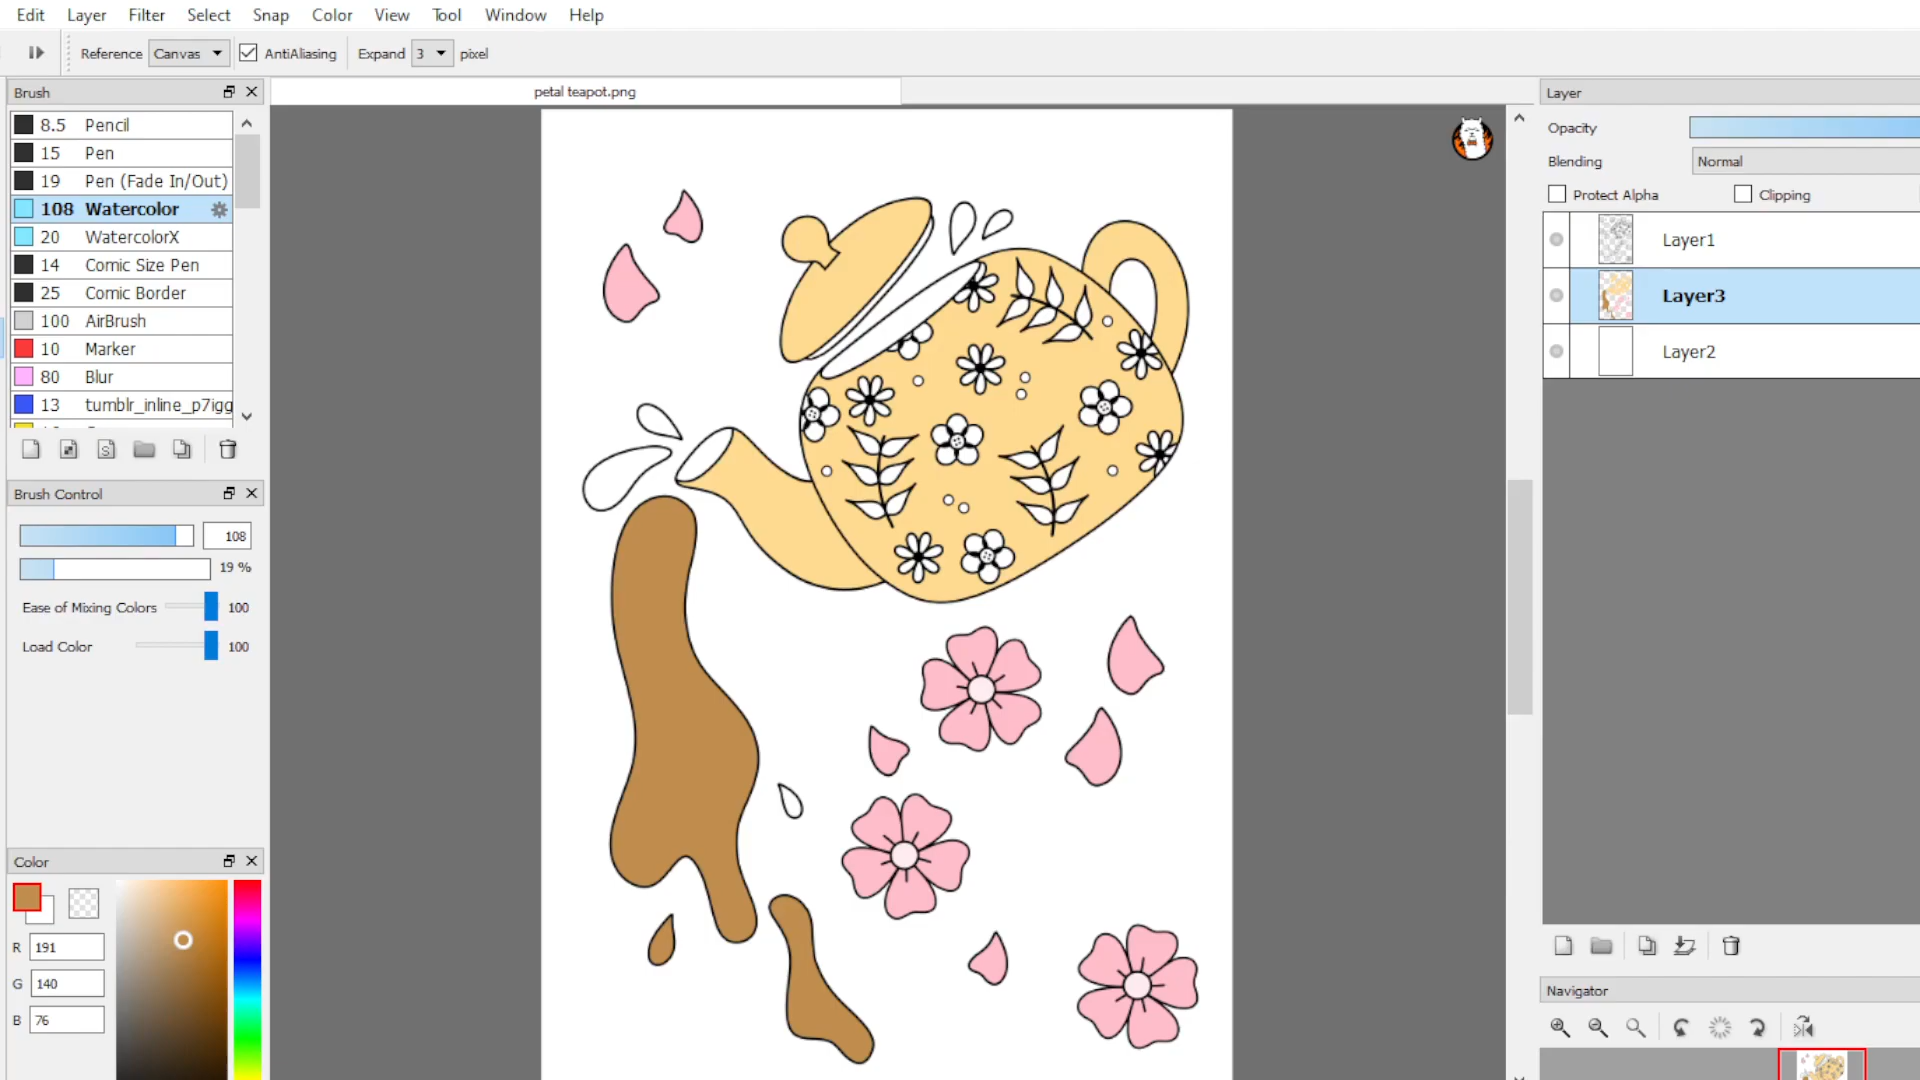 Edit Layer Filter Select Snap Color View Tool Window Help
Reference Canvas AntiAliasing Expand 3 pixel
Brush
petal teapot.png
8.5 Pencil
15 Pen
19 Pen (Fade In/Out)
108 Watercolor
20 WatercolorX
14 Comic Size Pen
25 Comic Border
100 AirBrush
10 Marker
80 Blur
13 tumblr_inline_p7igg
Brush Control
108
19 %
Ease of Mixing Colors 100
Load Color 100
Color
R 191
G 140
B 76
Layer
Opacity
Blending Normal
Protect Alpha Clipping
Layer1
Layer3
Layer2
Navigator